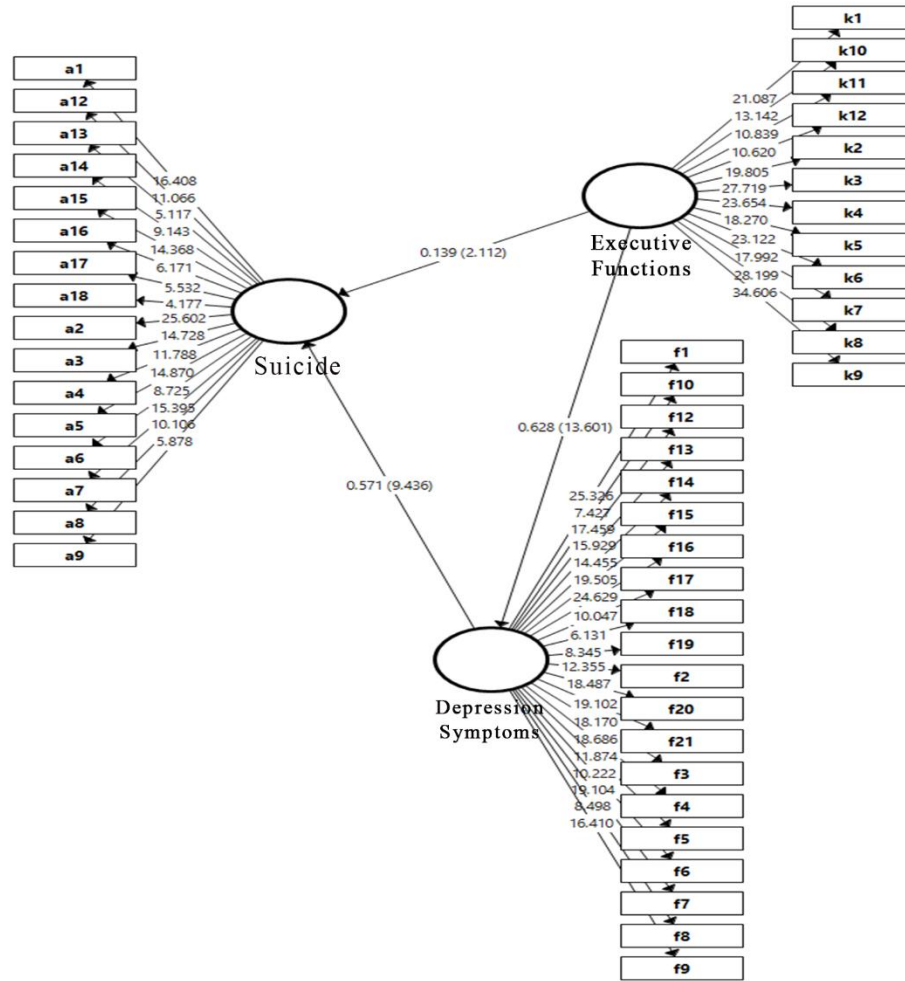 a1
a12
a13
a14
a15
a16
a17
a18
a2
a3
a4
a5
a6
a7
a8
a9
16.408
11.066
5.117
9.143
14.368
6.171
5.532
4.177
25.602
14.728
11.788
14.870
8.725
15.395
10.106
5.878
Suicide
0.139 (2.112)
0.571 (9.436)
0.628 (13.601)
Executive
Functions
21.087
13.142
10.839
10.620
19.805
27.719
23.654
18.270
23.122
17.992
28.199
34.606
k1
k10
k11
k12
k2
k3
k4
k5
k6
k7
k8
k9
Depression
Symptoms
25.326
7.427
17.459
15.929
14.455
19.505
24.629
10.047
6.131
8.345
12.355
18.487
19.102
18.170
18.686
11.874
10.222
19.104
8.498
16.410
f1
f10
f12
f13
f14
f15
f16
f17
f18
f19
f2
f20
f21
f3
f4
f5
f6
f7
f8
f9